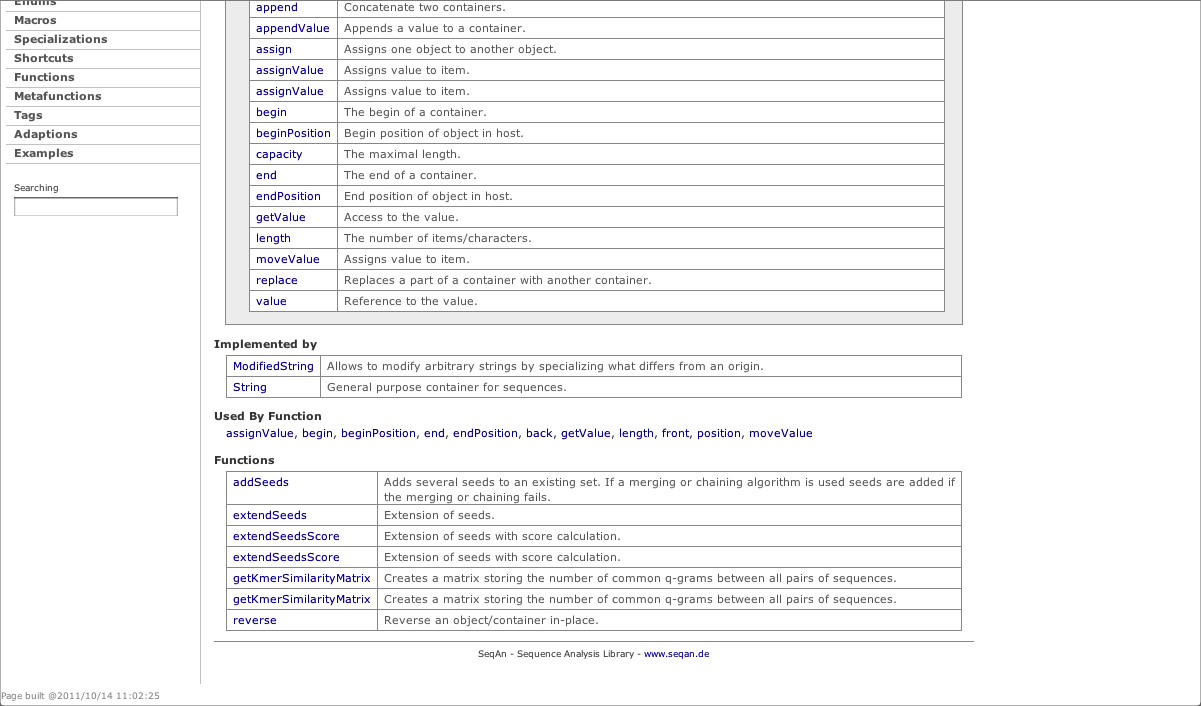 Enums
Macros
Specializations
Shortcuts
Functions
Metafunctions
Tags
Adaptions
Examples
Searching
append Concatenate two containers.
appendValue Appends a value to a container.
assign Assigns one object to another object.
assignValue Assigns value to item.
assignValue Assigns value to item.
begin The begin of a container.
beginPosition Begin position of object in host.
capacity The maximal length.
end The end of a container.
endPosition End position of object in host.
getValue Access to the value.
length The number of items/characters.
moveValue Assigns value to item.
replace Replaces a part of a container with another container.
value Reference to the value.
Implemented by
ModifiedString Allows to modify arbitrary strings by specializing what differs from an origin.
String General purpose container for sequences.
Used By Function
assignValue, begin, beginPosition, end, endPosition, back, getValue, length, front, position, moveValue
Functions
addSeeds Adds several seeds to an existing set. If a merging or chaining algorithm is used seeds are added if
the merging or chaining fails.
extendSeeds Extension of seeds.
extendSeedsScore Extension of seeds with score calculation.
extendSeedsScore Extension of seeds with score calculation.
getKmerSimilarityMatrix Creates a matrix storing the number of common q-grams between all pairs of sequences.
getKmerSimilarityMatrix Creates a matrix storing the number of common q-grams between all pairs of sequences.
reverse Reverse an object/container in-place.
SeqAn - Sequence Analysis Library - www.seqan.de
Page built @2011/10/14 11:02:25